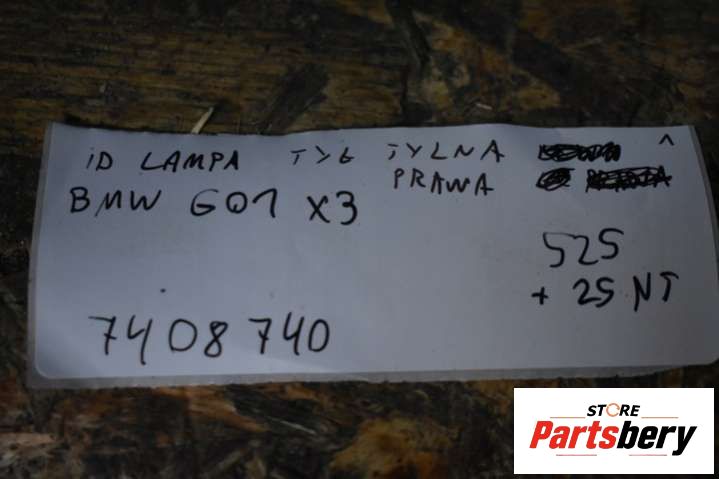 iD LAMPA TYŁ TYLNA ^
PRAWA
BMW G01 X3
525
+ 25 NT
7408740
STORE
Partsbery